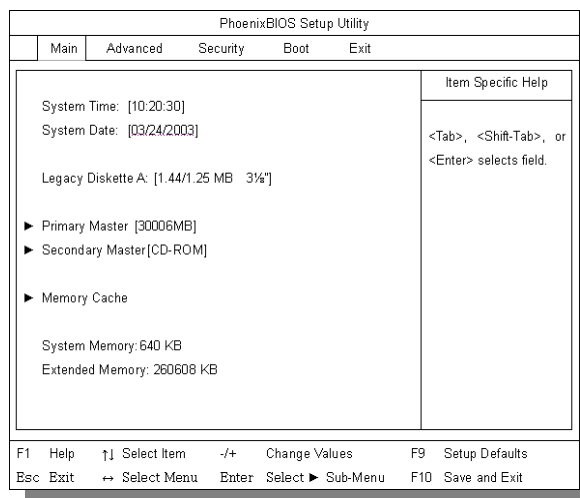 PhoenixBIOS Setup Utility
Main Advanced Security Boot Exit
Item Specific Help
System Time: [10:20:30]
System Date: [03/24/2003]
<Tab>, <Shift-Tab>, or
<Enter> selects field.
Legacy Diskette A: [1.44/1.25 MB 3½"]
► Primary Master [30006MB]
► Secondary Master[CD-ROM]
► Memory Cache
System Memory: 640 KB
Extended Memory: 260608 KB
F1 Help ↑↓ Select Item -/+ Change Values F9 Setup Defaults
Esc Exit ↔ Select Menu Enter Select ► Sub-Menu F10 Save and Exit